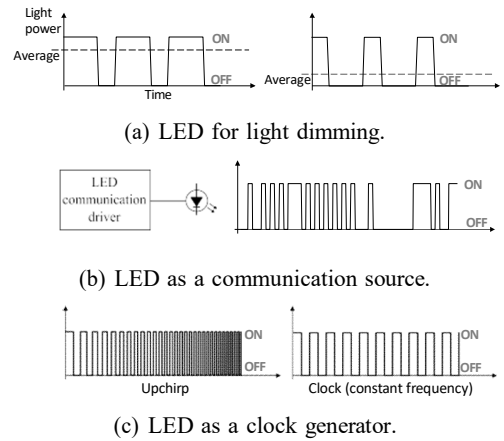 Light
power
ON
ON
Average
Average
OFF
OFF
Time
(a) LED for light dimming.
LED
communication
driver
ON
OFF
(b) LED as a communication source.
ON
ON
OFF
OFF
Upchirp
Clock (constant frequency)
(c) LED as a clock generator.